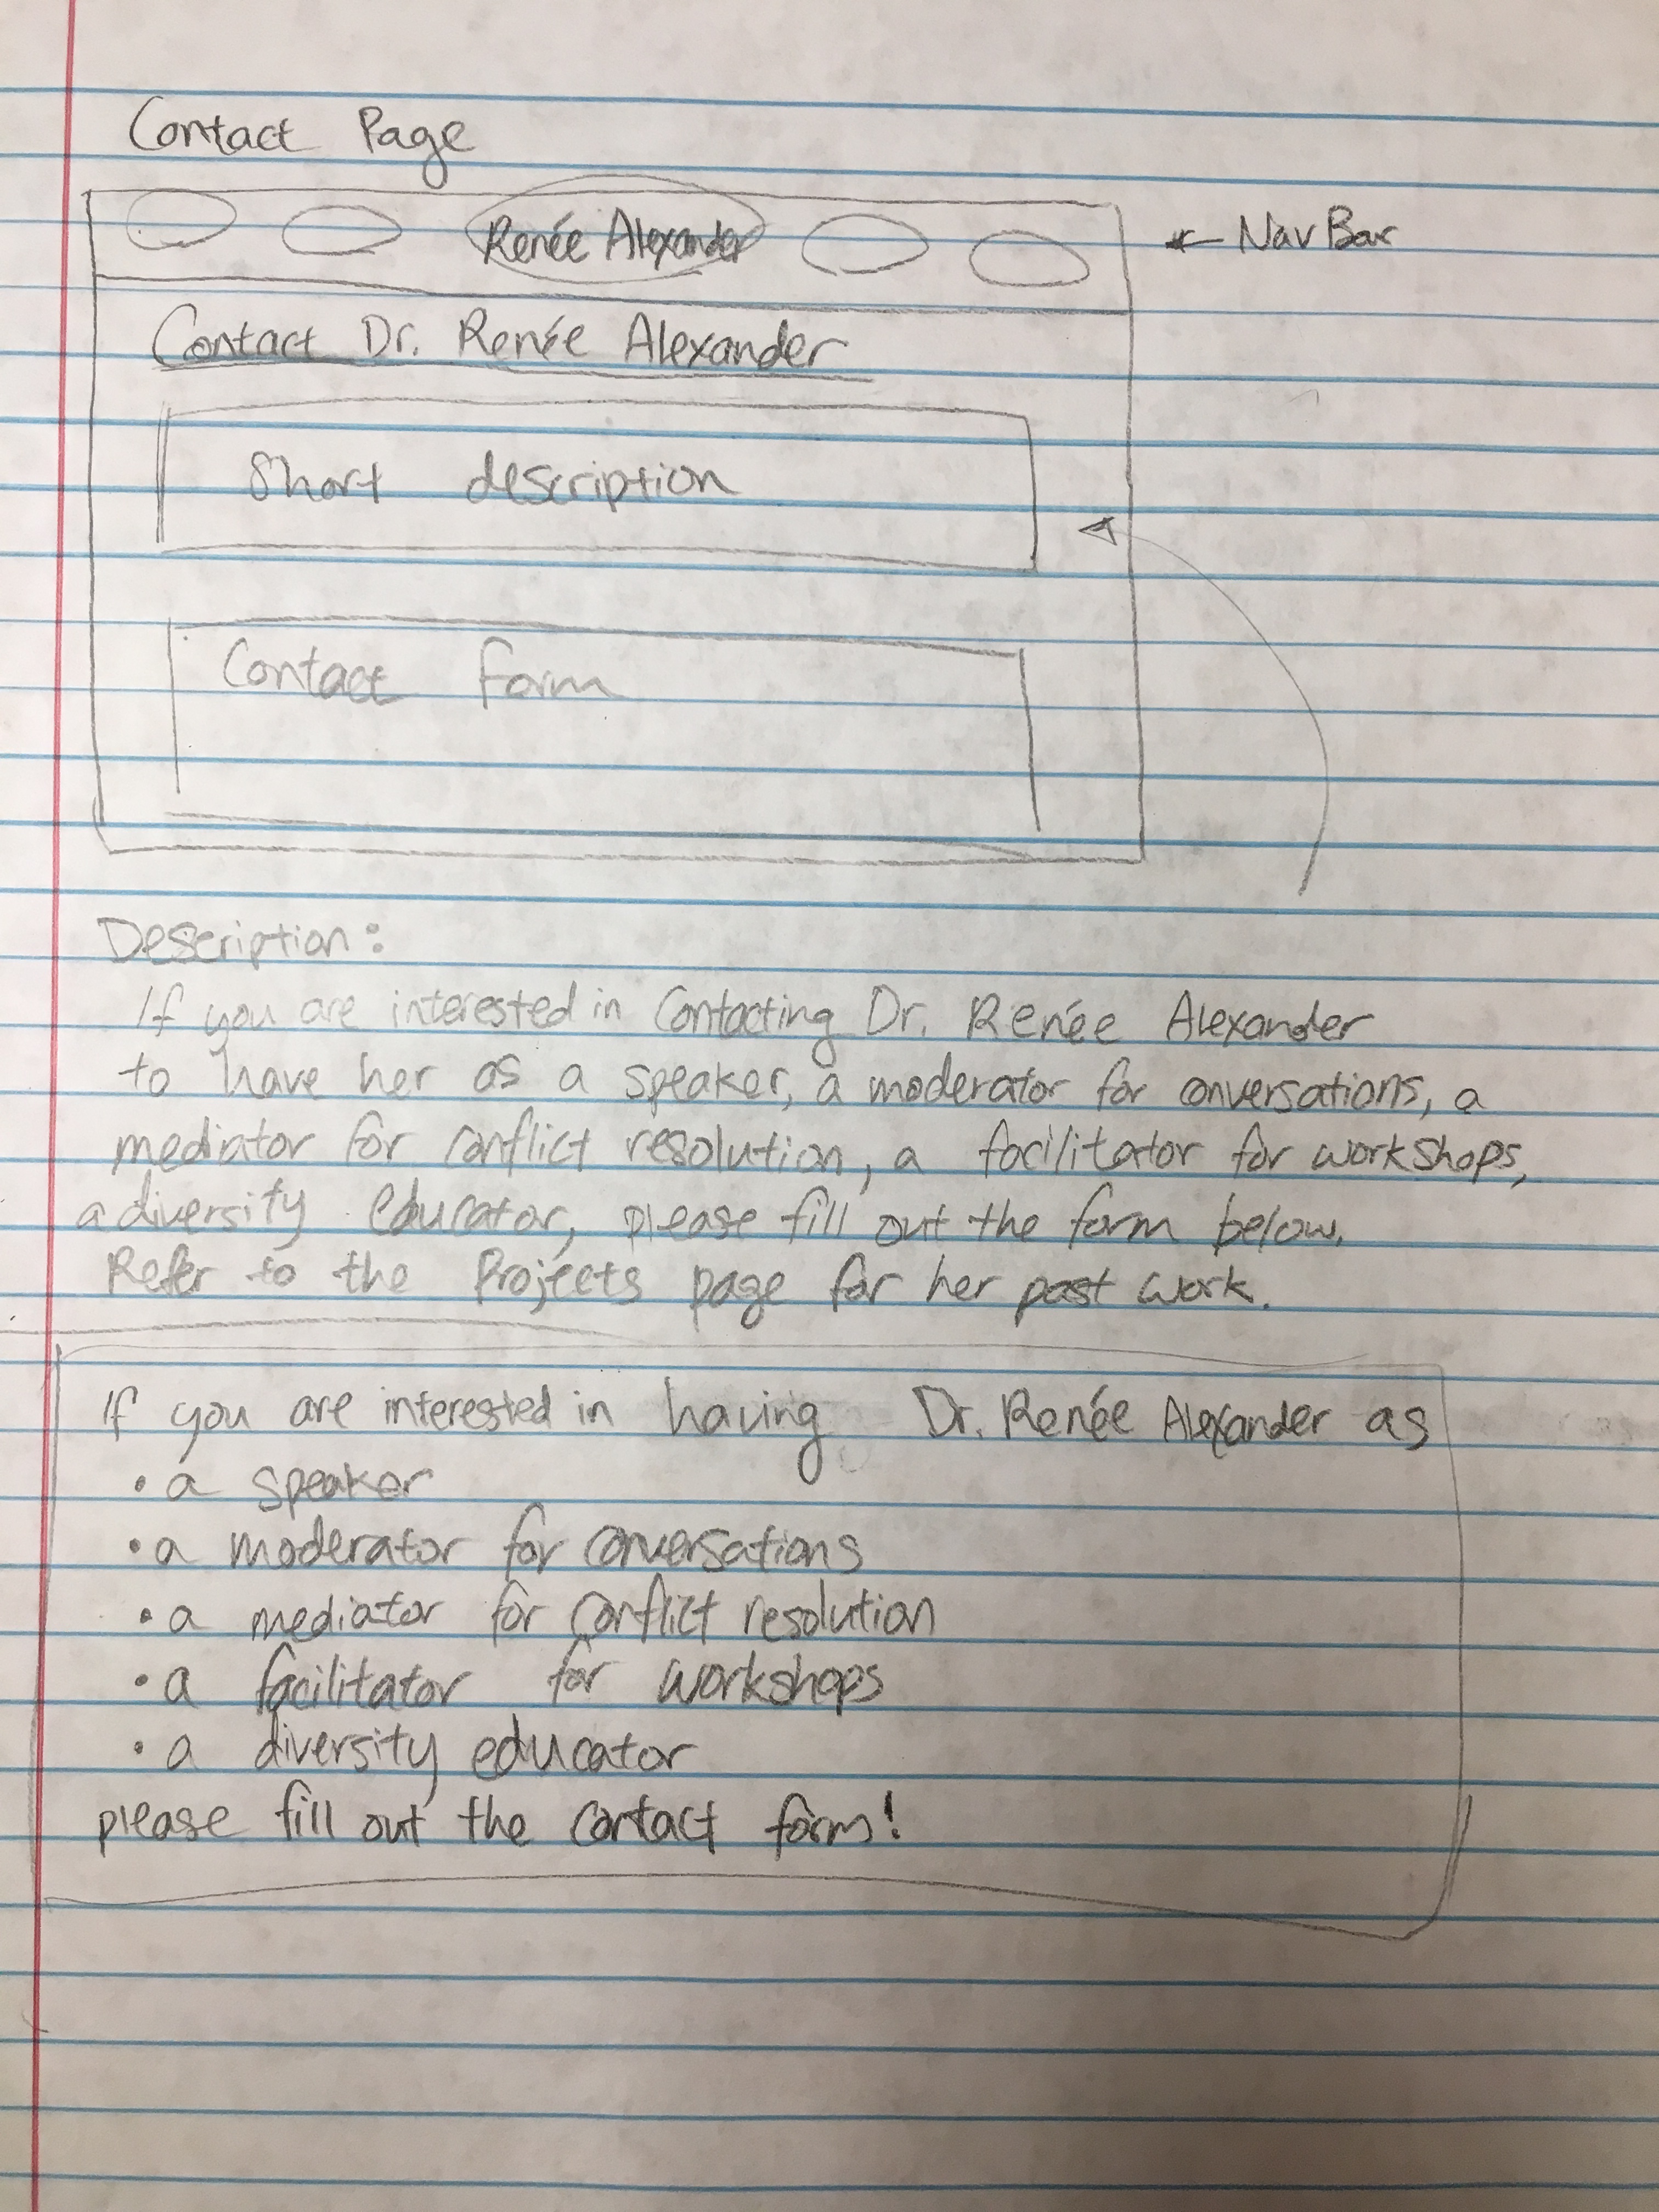 Contact Page
Renée Alexander
← Nav Bar
Contact Dr. Renée Alexander
Short description
Contact form
Description:
If you are interested in Contacting Dr. Renée Alexander
to have her as a speaker, a moderator for conversations, a
mediator for conflict resolution, a facilitator for workshops,
a diversity educator, please fill out the form below.
Refer to the Projects page for her past work.
If you are interested in having Dr. Renée Alexander as
• a speaker
• a moderator for conversations
• a mediator for conflict resolution
• a facilitator for workshops
• a diversity educator
please fill out the contact form!